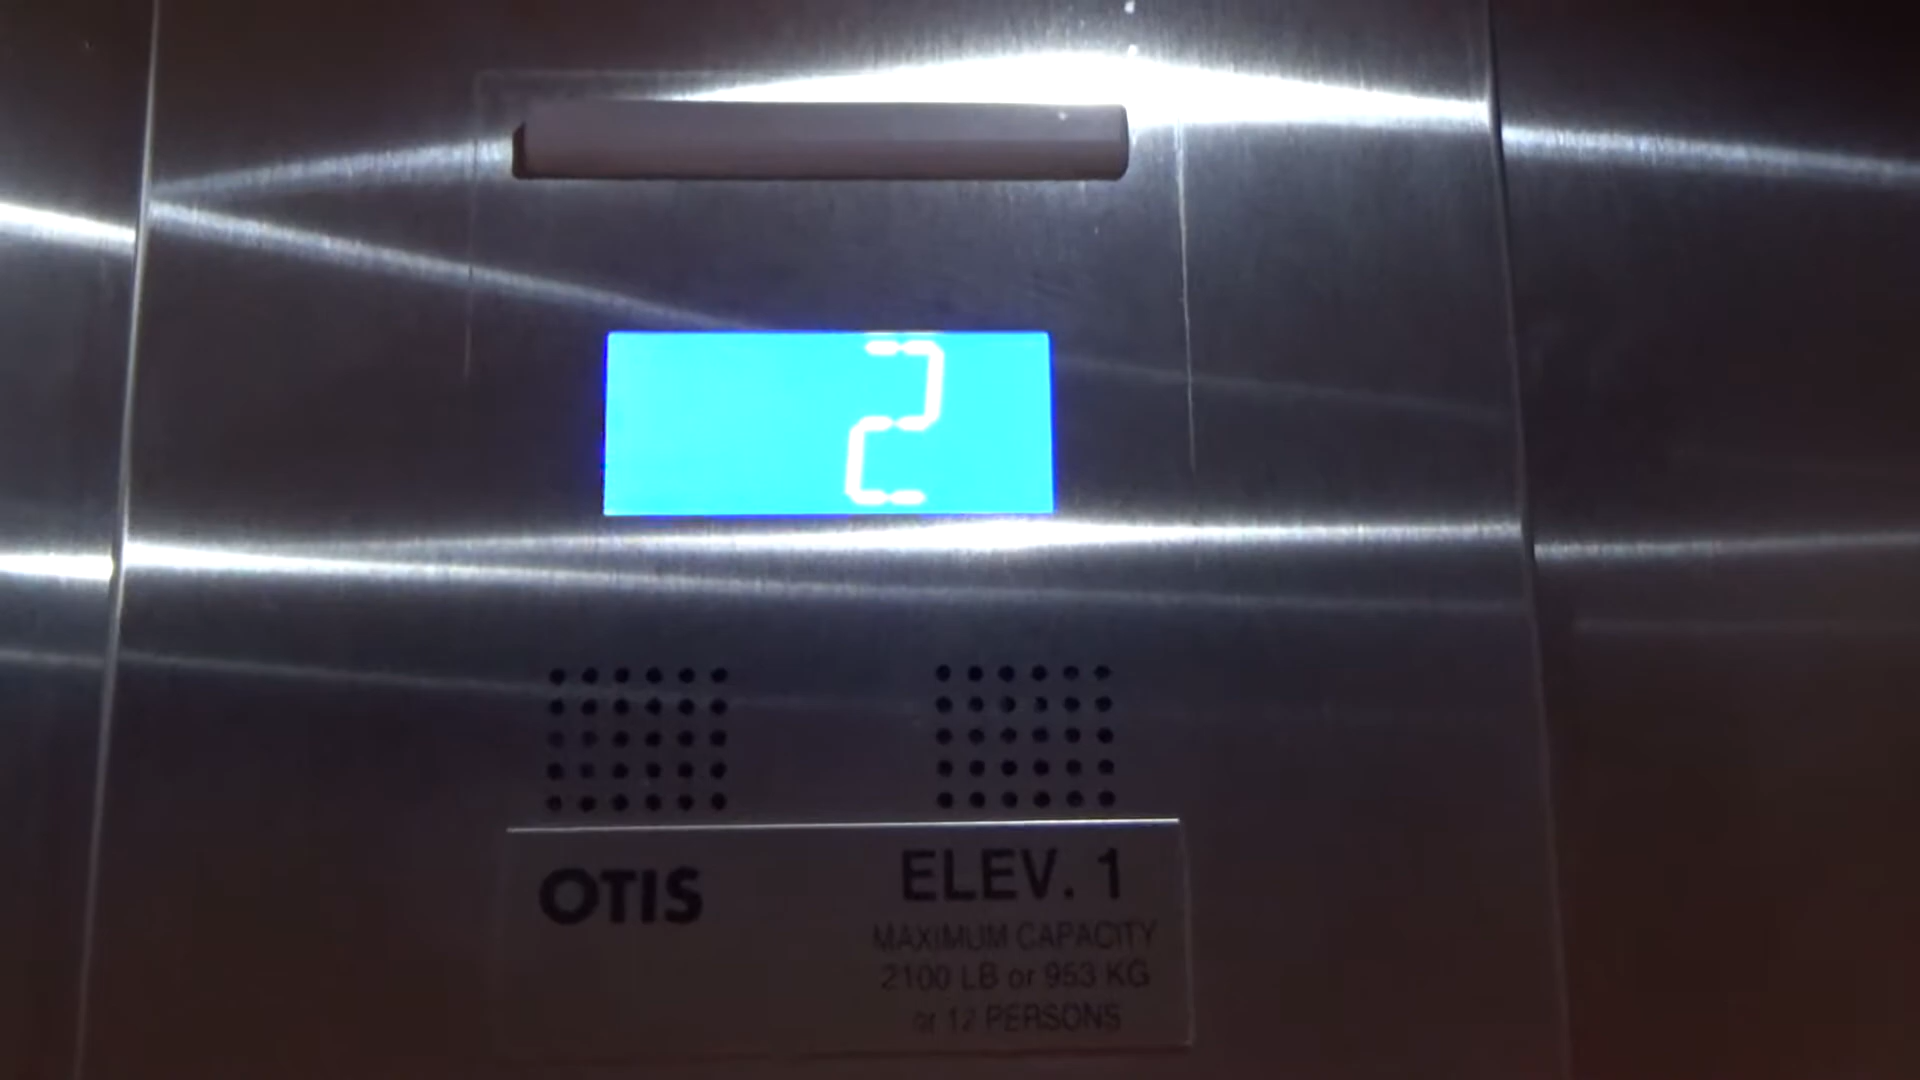 2
OTIS
ELEV. 1
MAXIMUM CAPACITY
2100 LB or 953 KG
or 12 PERSONS